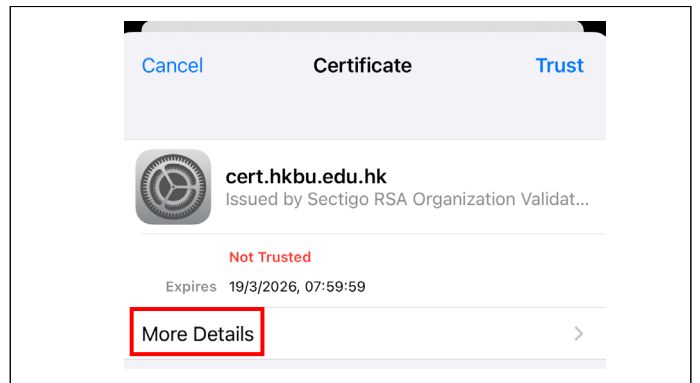 Cancel Certificate Trust
cert.hkbu.edu.hk
Issued by Sectigo RSA Organization Validat...
Not Trusted
Expires 19/3/2026, 07:59:59
More Details